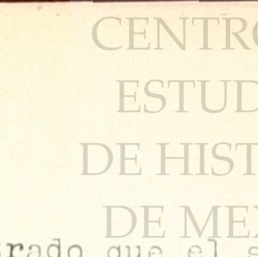 CENTRO
ESTUD
DE HIST
DE MEX
rado que el s